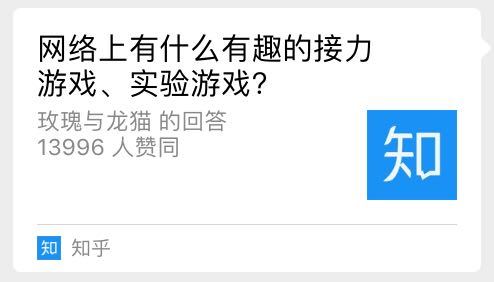 网络上有什么有趣的接力
游戏、实验游戏?
玫瑰与龙猫 的回答
13996 人赞同
知
知 知乎